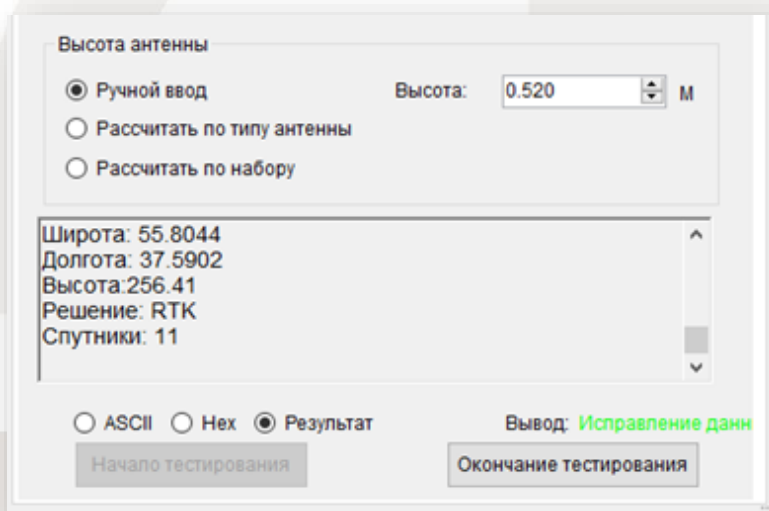 Высота антенны
Ручной ввод Высота: 0.520 М
Рассчитать по типу антенны
Рассчитать по набору
Широта: 55.8044
Долгота: 37.5902
Высота:256.41
Решение: RTK
Спутники: 11
ASCII Hex Результат Вывод: Исправление данн
Начало тестирования Окончание тестирования